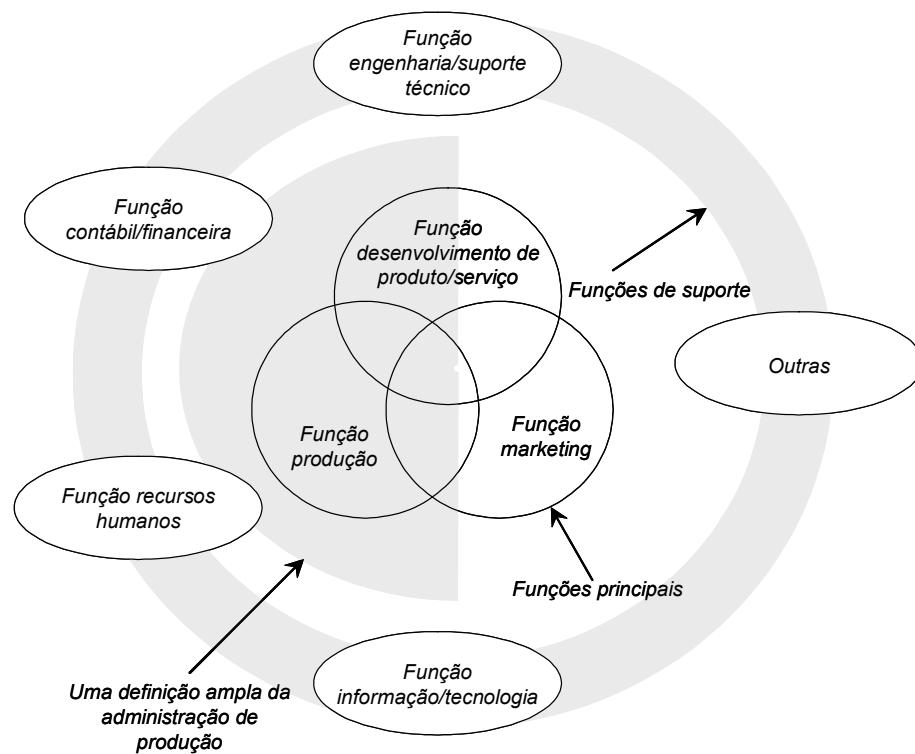 Função
engenharia/suporte
técnico
Função
contábil/financeira
Função
desenvolvimento de
produto/serviço
Funções de suporte
Outras
Função
produção
Função
marketing
Função recursos
humanos
Funções principais
Função
informação/tecnologia
Uma definição ampla da
administração de
produção